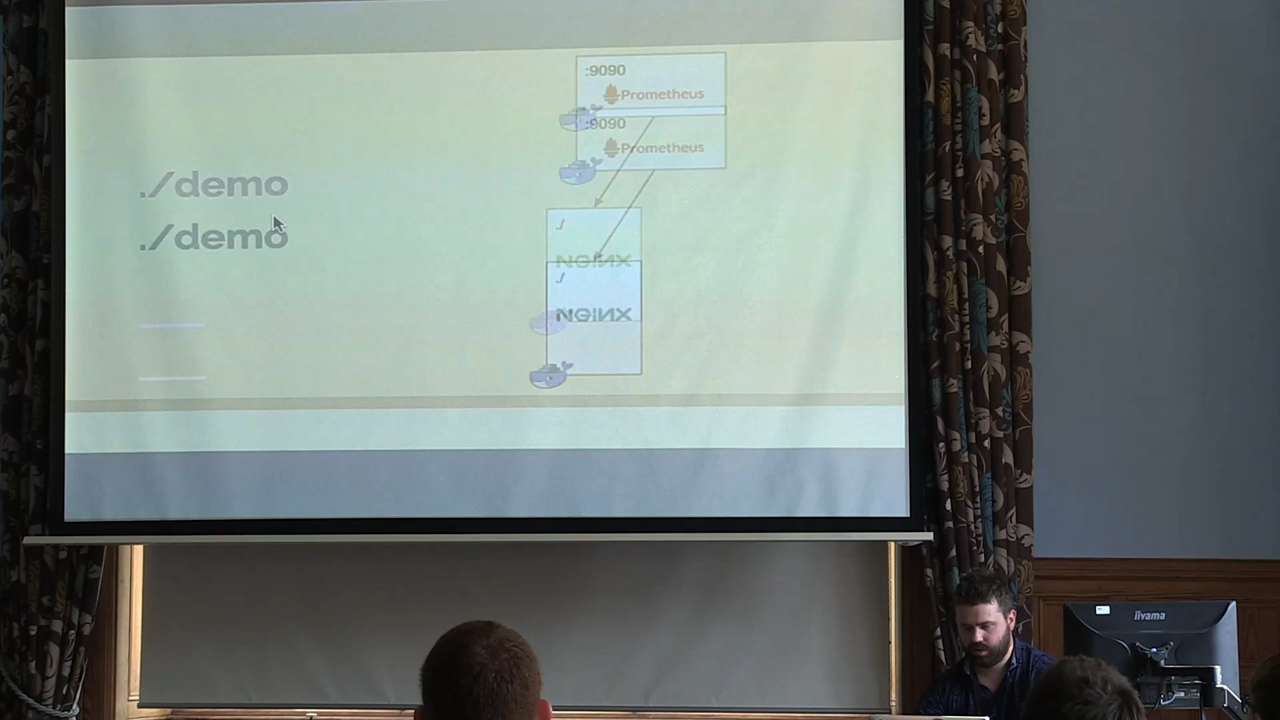 :9090
Prometheus
:9090
Prometheus
./demo
./demo
./
NGINX
./
NGINX
iiyama